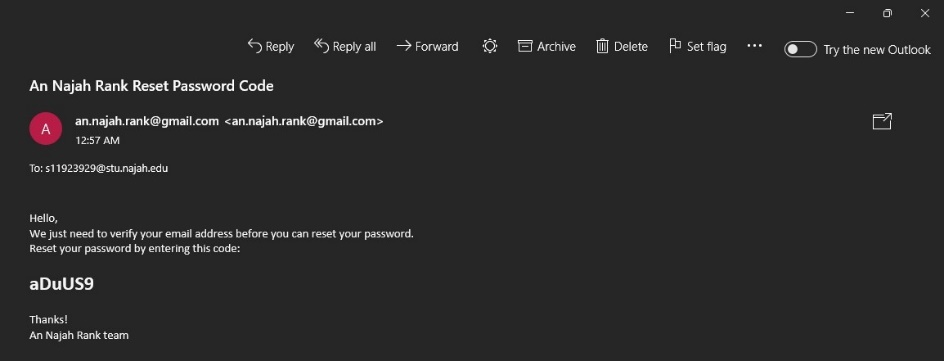 Reply
Reply all
Forward
Archive
Delete
Set flag
Try the new Outlook
An Najah Rank Reset Password Code
A
an.najah.rank@gmail.com <an.najah.rank@gmail.com>
12:57 AM
To: s11923929@stu.najah.edu
Hello,
We just need to verify your email address before you can reset your password.
Reset your password by entering this code:
aDuUS9
Thanks!
An Najah Rank team